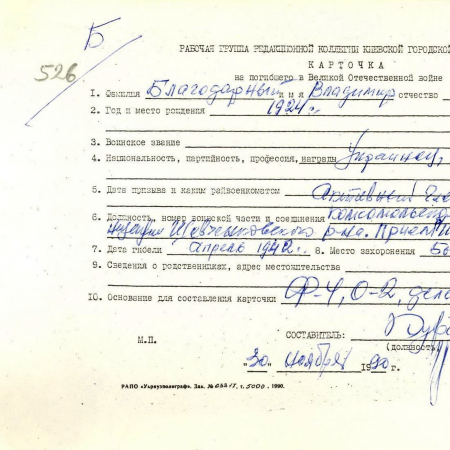 Б
526
РАБОЧАЯ ГРУППА РЕДАКЦИОННОЙ КОЛЛЕГИИ КИЕВСКОЙ ГОРОДСКОЙ
КАРТОЧКА
на погибшего в Великой Отечественной войне
1. Фамилия Благодарный имя Владимир отчество
2. Год и место рождения 1924 г.
3. Воинское звание
4. Национальность, партийность, профессия, награды Украинец,
5. Дата призыва и каким райвоенкоматом Активный
6. Должность, номер воинской части и соединения комсомольско
Шевченковского р-на.
7. Дата гибели апрель 1942 г. 8. Место захоронения
9. Сведения о родственниках, адрес местожительства
10. Основание для составления карточки Ф-4, О-2, дело
СОСТАВИТЕЛЬ:
М.П. (должность,
"30" ноября 1990 г.
РАПО «Укрвузполиграф». Зак. № 0331т, т. 5000. 1990.